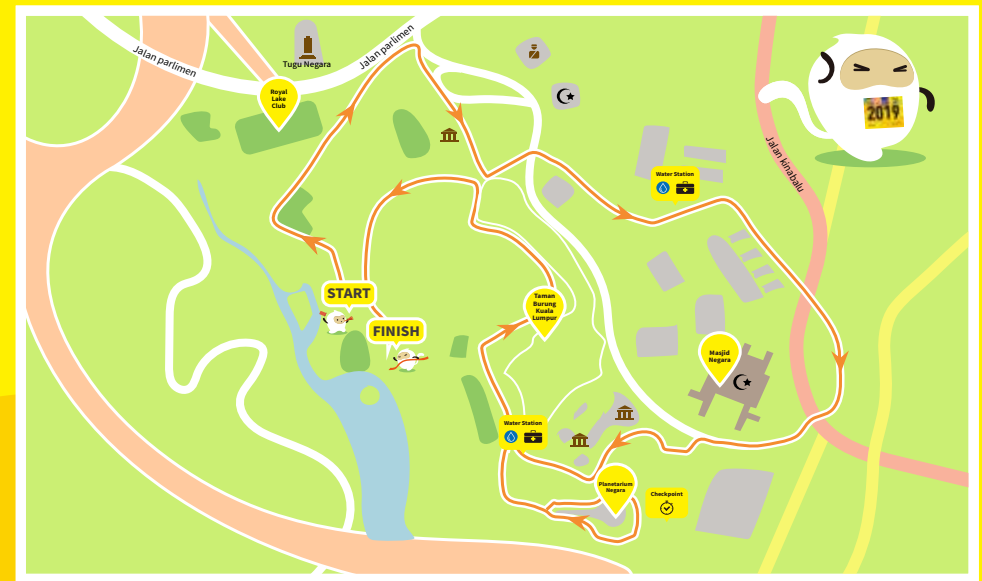 Jalan parlimen
Tugu Negara
Jalan parlimen
Royal
Lake
Club
2019
Jalan kinabalu
Water Station
START
FINISH
Taman
Burung
Kuala
Lumpur
Masjid
Negara
Water Station
Planetarium
Negara
Checkpoint